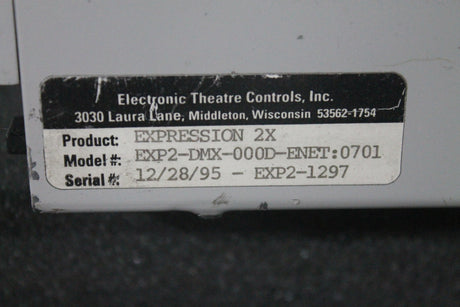 Electronic Theatre Controls, Inc.
3030 Laura Lane, Middleton, Wisconsin 53562-1754
Product: EXPRESSION 2X
Model #: EXP2-DMX-000D-ENET:0701
Serial #: 12/28/95 - EXP2-1297